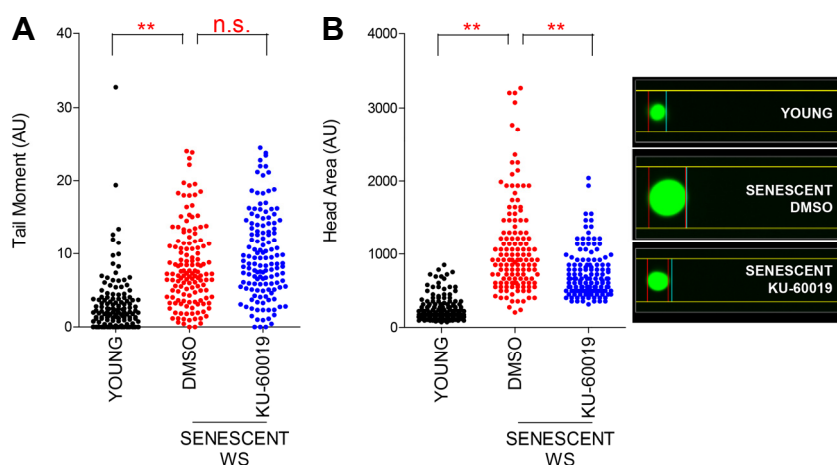 A
Tail Moment (AU)
40
30
20
10
0
** n.s.
YOUNG
DMSO
KU-60019
SENESCENT
WS
B
Head Area (AU)
4000
3000
2000
1000
0
** **
YOUNG
DMSO
KU-60019
SENESCENT
WS
YOUNG
SENESCENT
DMSO
SENESCENT
KU-60019